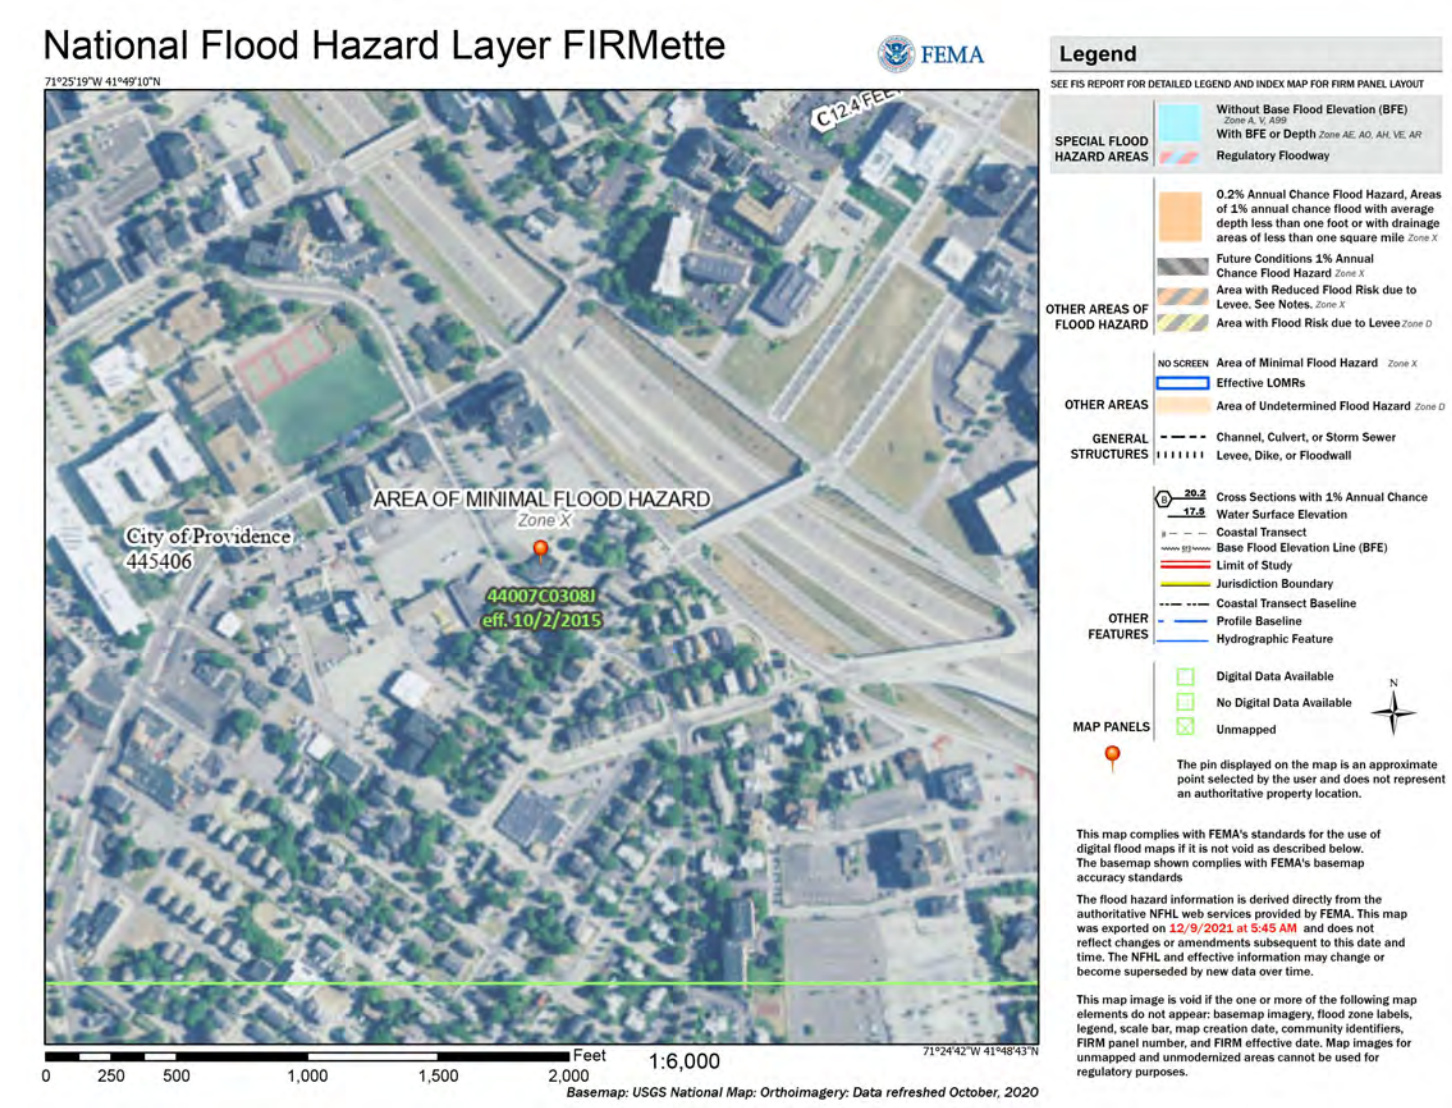 National Flood Hazard Layer FIRMette
FEMA
71°25'19"W 41°49'10"N
C 12.4 FEET
AREA OF MINIMAL FLOOD HAZARD
Zone X
City of Providence
445406
44007C0308J
eff. 10/2/2015
71°24'42"W 41°48'43"N
0 250 500 1,000 1,500 2,000
Feet
1:6,000
Basemap: USGS National Map: Orthoimagery: Data refreshed October, 2020
Legend
SEE FIS REPORT FOR DETAILED LEGEND AND INDEX MAP FOR FIRM PANEL LAYOUT
SPECIAL FLOOD
HAZARD AREAS
Without Base Flood Elevation (BFE)
Zone A, V, A99
With BFE or Depth Zone AE, AO, AH, VE, AR
Regulatory Floodway
0.2% Annual Chance Flood Hazard, Areas
of 1% annual chance flood with average
depth less than one foot or with drainage
areas of less than one square mile Zone X
Future Conditions 1% Annual
Chance Flood Hazard Zone X
Area with Reduced Flood Risk due to
Levee. See Notes. Zone X
Area with Flood Risk due to Levee Zone D
OTHER AREAS OF
FLOOD HAZARD
NO SCREEN Area of Minimal Flood Hazard Zone X
Effective LOMRs
OTHER AREAS
Area of Undetermined Flood Hazard Zone D
GENERAL
STRUCTURES
Channel, Culvert, or Storm Sewer
Levee, Dike, or Floodwall
B 20.2 Cross Sections with 1% Annual Chance
17.5 Water Surface Elevation
8 Coastal Transect
513 Base Flood Elevation Line (BFE)
Limit of Study
Jurisdiction Boundary
Coastal Transect Baseline
OTHER
FEATURES
Profile Baseline
Hydrographic Feature
Digital Data Available
No Digital Data Available
Unmapped
MAP PANELS
N
The pin displayed on the map is an approximate
point selected by the user and does not represent
an authoritative property location.
This map complies with FEMA's standards for the use of
digital flood maps if it is not void as described below.
The basemap shown complies with FEMA's basemap
accuracy standards
The flood hazard information is derived directly from the
authoritative NFHL web services provided by FEMA. This map
was exported on 12/9/2021 at 5:45 AM and does not
reflect changes or amendments subsequent to this date and
time. The NFHL and effective information may change or
become superseded by new data over time.
This map image is void if the one or more of the following map
elements do not appear: basemap imagery, flood zone labels,
legend, scale bar, map creation date, community identifiers,
FIRM panel number, and FIRM effective date. Map images for
unmapped and unmodernized areas cannot be used for
regulatory purposes.